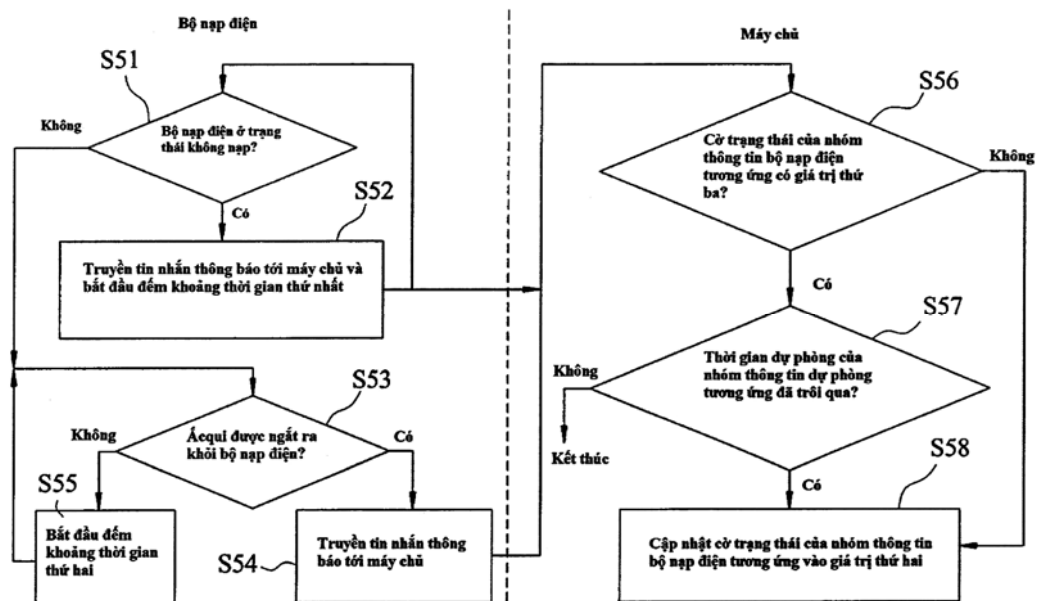 Bộ nạp điện
Máy chủ
S51
Không
Bộ nạp điện ở trạng
thái không nạp?
Có
S52
Truyền tin nhắn thông báo tới máy chủ và
bắt đầu đếm khoảng thời gian thứ nhất
S53
Không
Ácqui được ngắt ra
khỏi bộ nạp điện?
Có
S55
Bắt đầu đếm
khoảng thời gian
thứ hai
S54
Truyền tin nhắn thông
báo tới máy chủ
S56
Cờ trạng thái của nhóm
thông tin bộ nạp điện
tương ứng có giá trị thứ
ba?
Không
Có
S57
Thời gian dự phòng của
nhóm thông tin dự phòng
tương ứng đã trôi qua?
Không
Kết thúc
Có
S58
Cập nhật cờ trạng thái của nhóm thông tin
bộ nạp điện tương ứng vào giá trị thứ hai